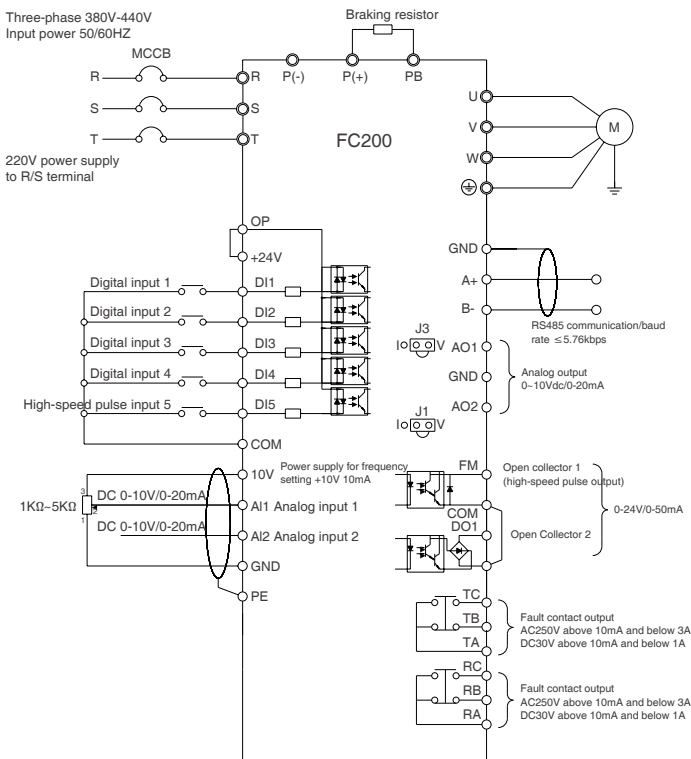 Three-phase 380V-440V
Input power 50/60HZ
MCCB
R
S
T
220V power supply
to R/S terminal
Braking resistor
R
P(-)
P(+)
PB
S
T
FC200
U
V
W
M
OP
+24V
Digital input 1
DI1
Digital input 2
DI2
Digital input 3
DI3
Digital input 4
DI4
High-speed pulse input 5
DI5
COM
GND
A+
B-
RS485 communication/baud
rate ≤5.76kbps
J3
I
V
AO1
GND
AO2
Analog output
0~10Vdc/0-20mA
J1
I
V
10V
Power supply for frequency
setting +10V 10mA
1KΩ~5KΩ
3
2
1
DC 0-10V/0-20mA
AI1 Analog input 1
DC 0-10V/0-20mA
AI2 Analog input 2
GND
PE
FM
Open collector 1
(high-speed pulse output)
COM
DO1
Open Collector 2
0-24V/0-50mA
TC
TB
TA
Fault contact output
AC250V above 10mA and below 3A
DC30V above 10mA and below 1A
RC
RB
RA
Fault contact output
AC250V above 10mA and below 3A
DC30V above 10mA and below 1A